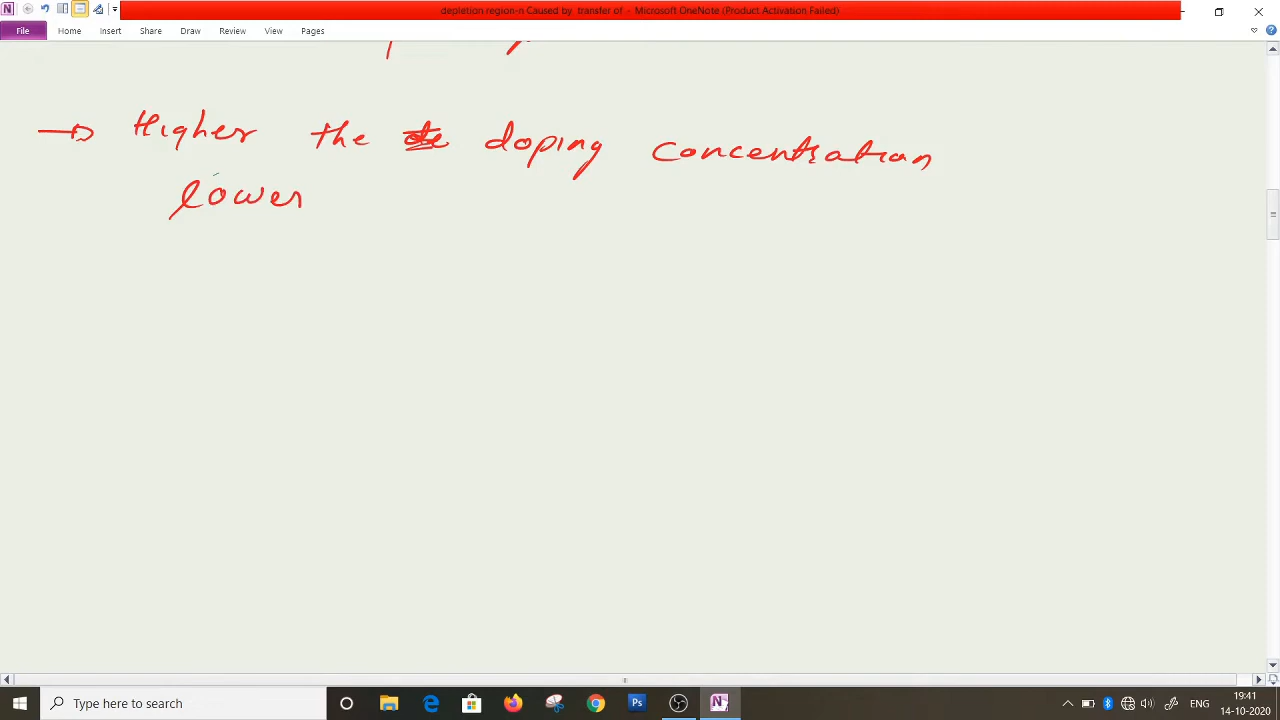 depletion region-n Caused by transfer of - Microsoft OneNote (Product Activation Failed)
File Home Insert Share Draw Review View Pages
→ Higher the doping concentration
lower
Type here to search
ENG
19:41
14-10-2020